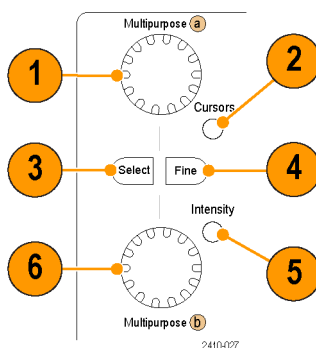 Multipurpose a
1
2
Cursors
3
Select
Fine
4
Intensity
6
5
Multipurpose b
2410-027